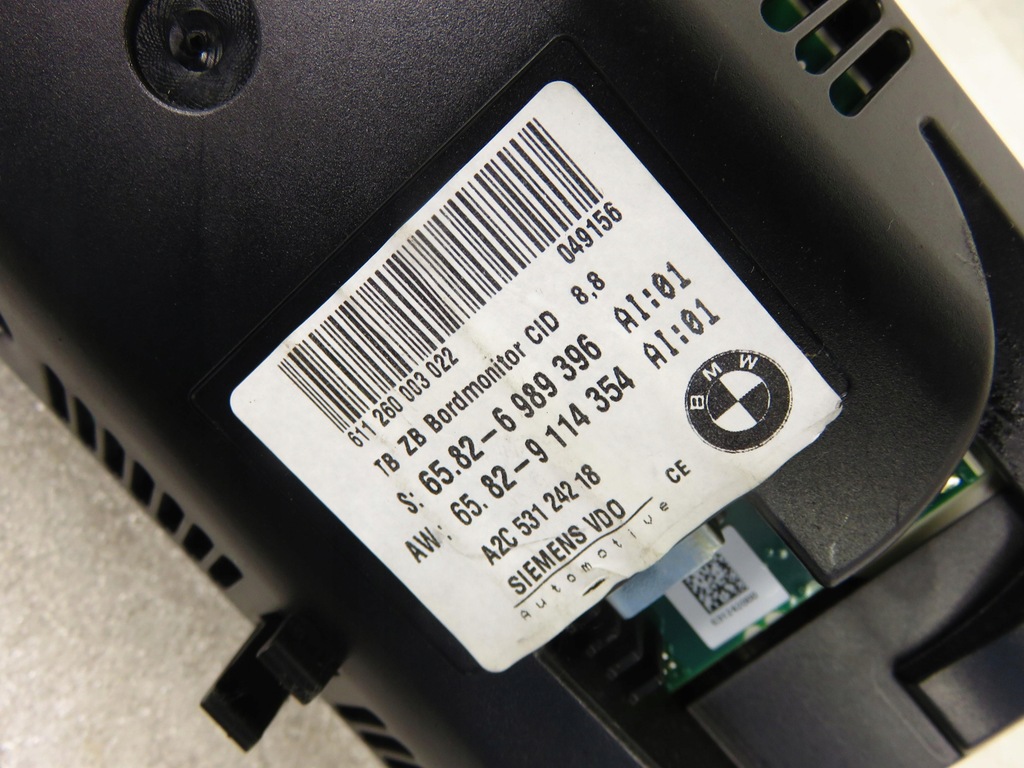 611 260 003 022 049156
TB ZB Bordmonitor CID 8,8
S: 65.82-6 989 396 AI:01
AW: 65.82-9 114 354 AI:01
A2C 531 242 18
SIEMENS VDO CE
Automotive
BMW